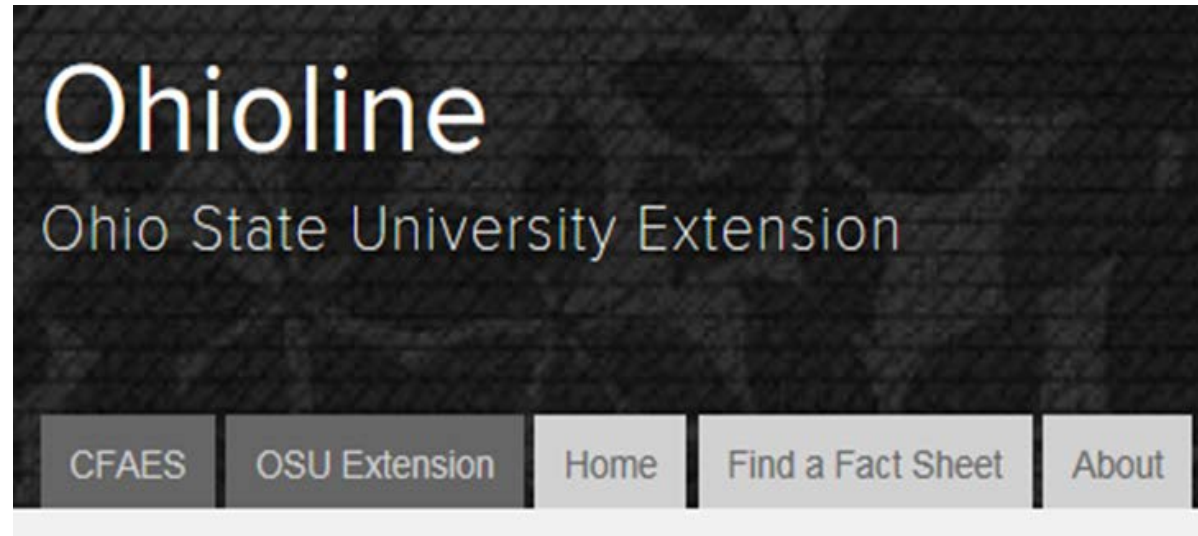 Ohioline
Ohio State University Extension
CFAES OSU Extension Home Find a Fact Sheet About